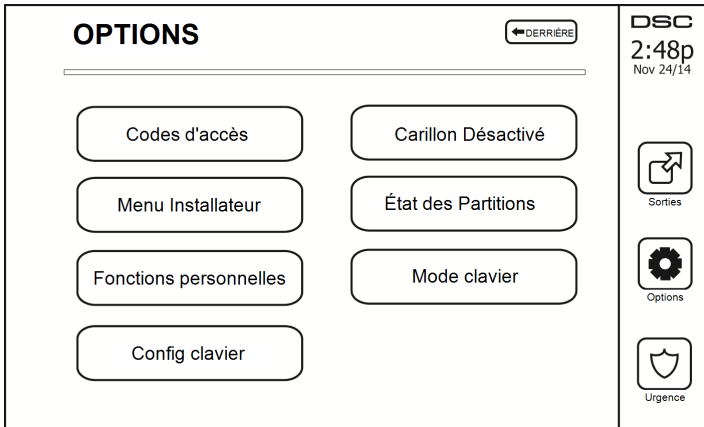 OPTIONS
DERRIÈRE
DSC
2:48p
Nov 24/14
Codes d'accès
Carillon Désactivé
Menu Installateur
État des Partitions
Fonctions personnelles
Mode clavier
Config clavier
Sorties
Options
Urgence